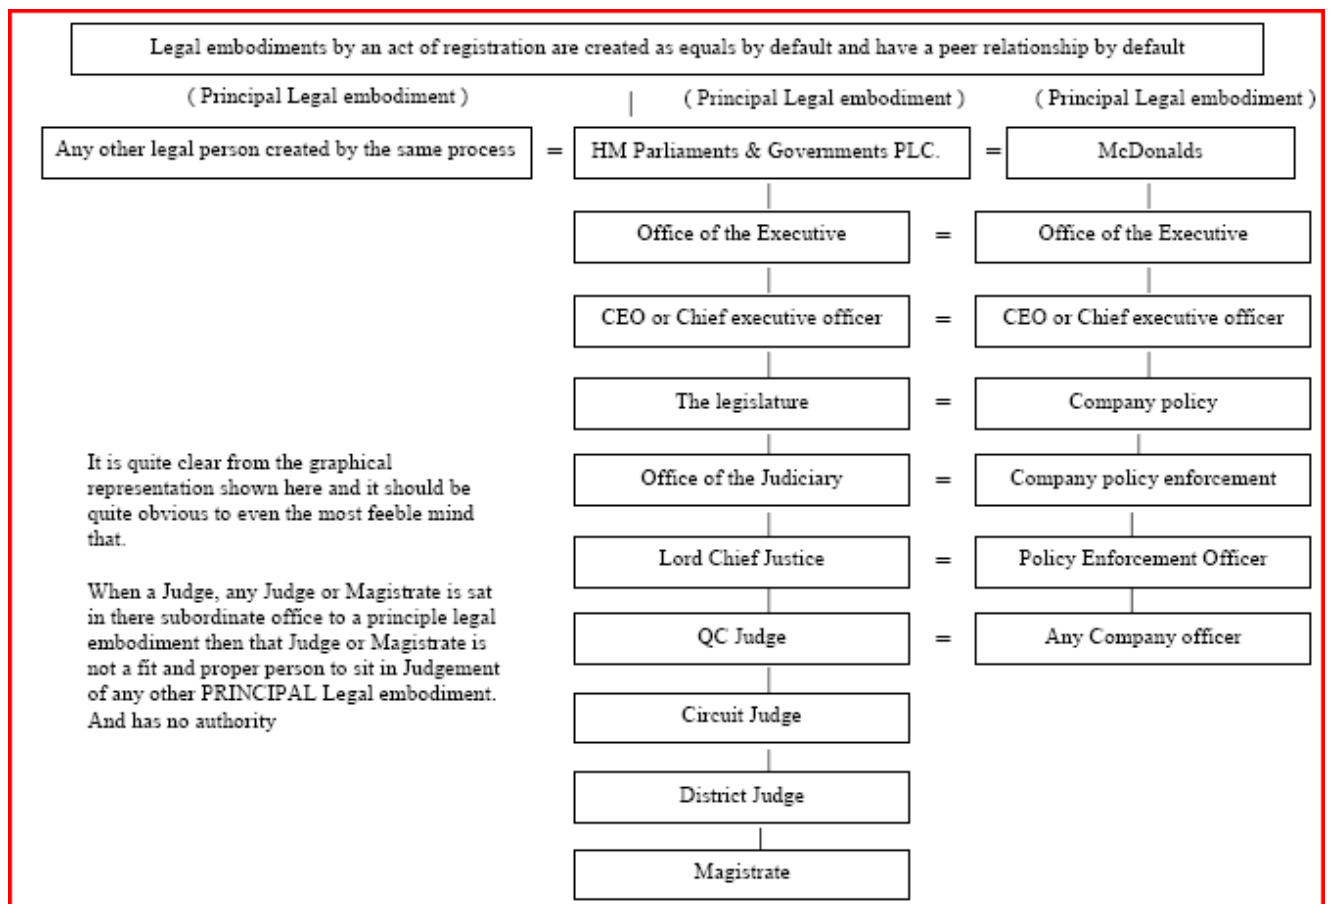 Legal embodiments by an act of registration are created as equals by default and have a peer relationship by default
( Principal Legal embodiment ) | ( Principal Legal embodiment ) ( Principal Legal embodiment )
Any other legal person created by the same process = HM Parliaments & Governments PLC. = McDonalds
Office of the Executive = Office of the Executive
CEO or Chief executive officer = CEO or Chief executive officer
The legislature = Company policy
Office of the Judiciary = Company policy enforcement
Lord Chief Justice = Policy Enforcement Officer
QC Judge = Any Company officer
Circuit Judge
District Judge
Magistrate
It is quite clear from the graphical
representation shown here and it should be
quite obvious to even the most feeble mind
that.
When a Judge, any Judge or Magistrate is sat
in there subordinate office to a principle legal
embodiment then that Judge or Magistrate is
not a fit and proper person to sit in Judgement
of any other PRINCIPAL Legal embodiment.
And has no authority